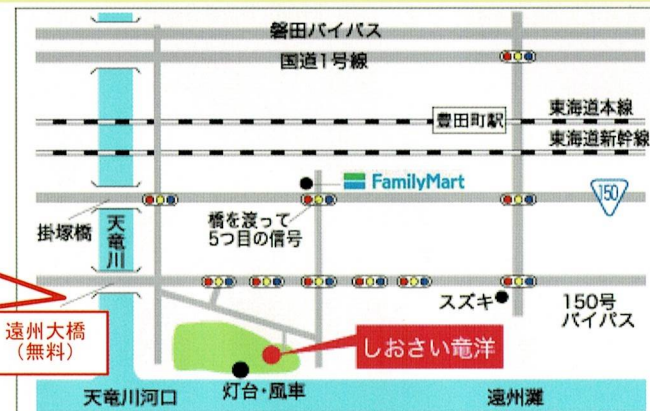 磐田バイパス
国道1号線
豊田町駅
東海道本線
東海道新幹線
FamilyMart
150
掛塚橋
天竜川
橋を渡って
5つ目の信号
スズキ
150号
バイパス
遠州大橋
（無料）
しおさい竜洋
天竜川河口
灯台・風車
遠州灘